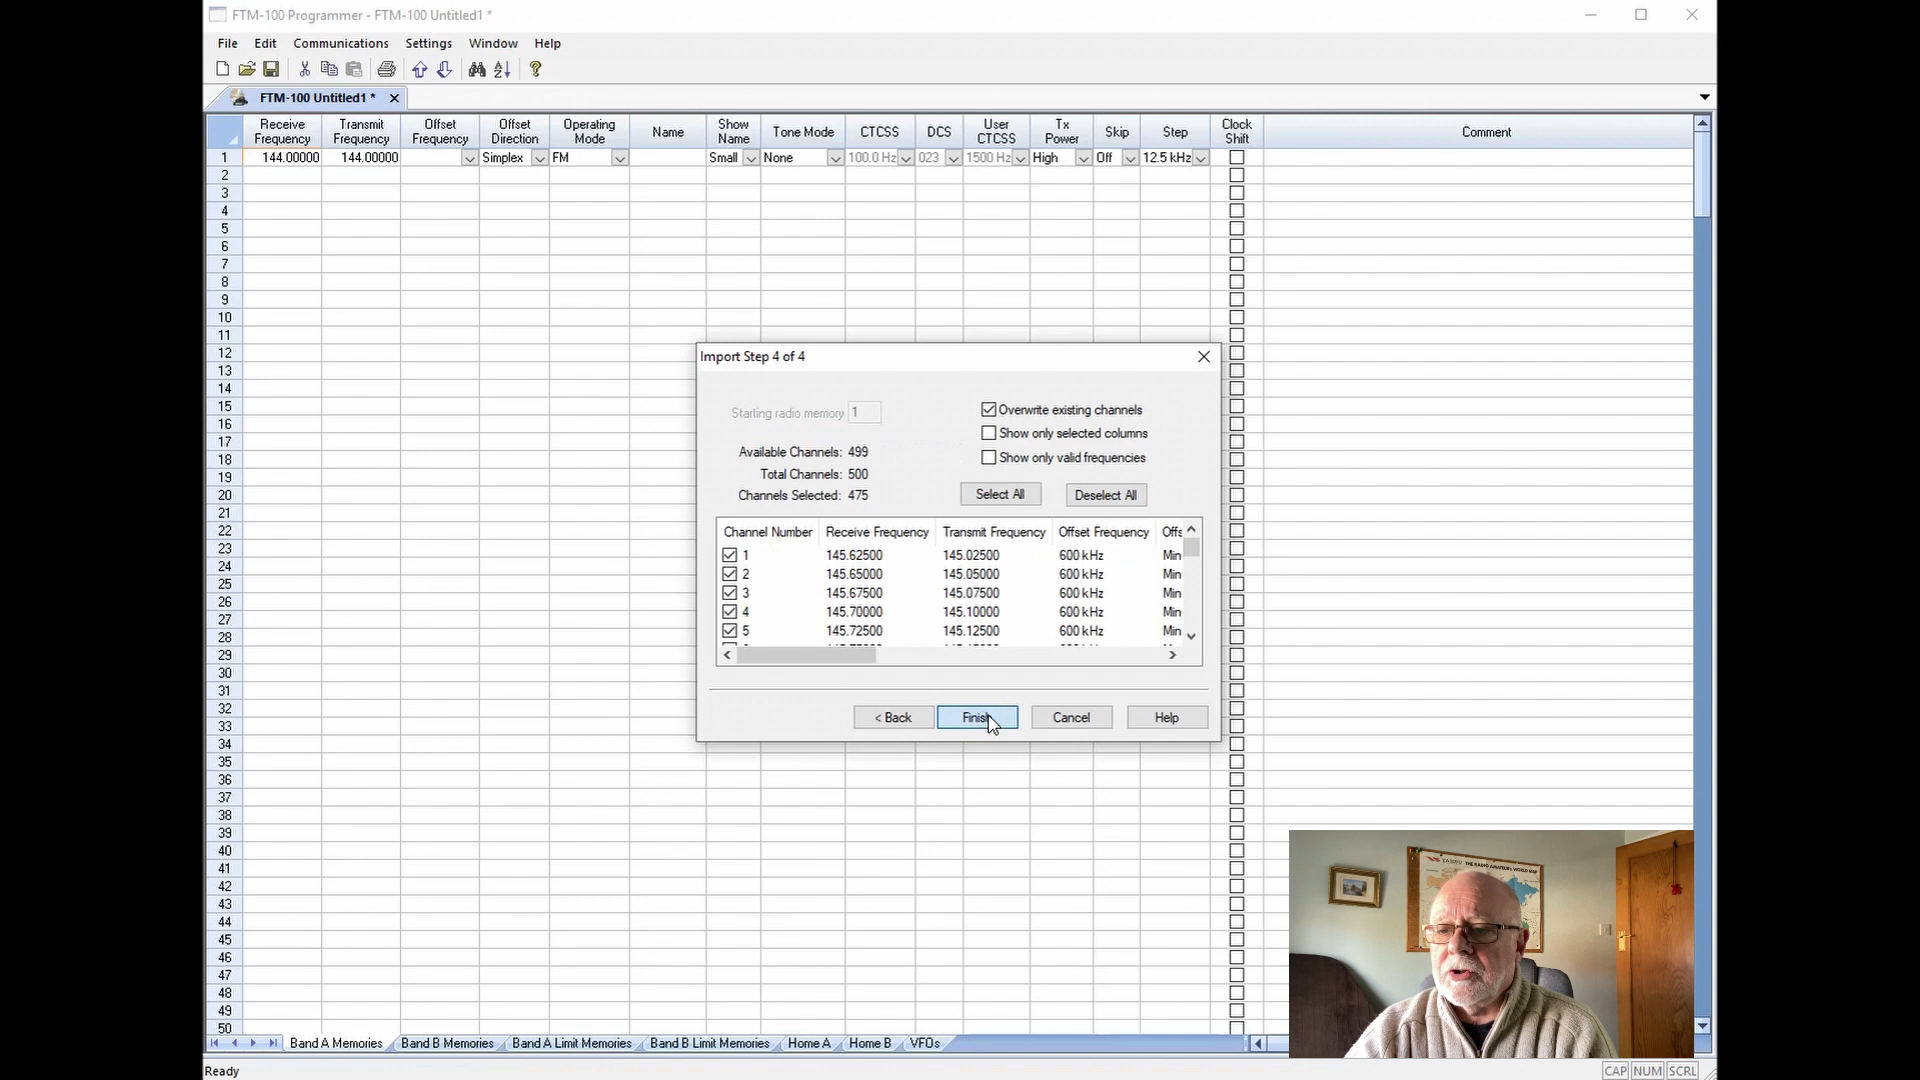 FTM-100 Programmer - FTM-100 Untitled1 *
File Edit Communications Settings Window Help
FTM-100 Untitled1 *
Receive Frequency Transmit Frequency Offset Frequency Offset Direction Operating Mode Name Show Name Tone Mode CTCSS DCS User CTCSS Tx Power Skip Step Clock Shift Comment
1 144.00000 144.00000 Simplex FM Small None 100.0 Hz 023 1500 Hz High Off 12.5 kHz
2
3
4
5
6
7
8
9
10
11
12
13
14
15
16
17
18
19
20
21
22
23
24
25
26
27
28
29
30
31
32
33
34
35
36
37
38
39
40
41
42
43
44
45
46
47
48
49
50
Import Step 4 of 4
Starting radio memory 1
Overwrite existing channels
Show only selected columns
Show only valid frequencies
Available Channels: 499
Total Channels: 500
Channels Selected: 475
Select All Deselect All
Channel Number Receive Frequency Transmit Frequency Offset Frequency Offs
1 145.62500 145.02500 600 kHz Min
2 145.65000 145.05000 600 kHz Min
3 145.67500 145.07500 600 kHz Min
4 145.70000 145.10000 600 kHz Min
5 145.72500 145.12500 600 kHz Min
< Back Finish Cancel Help
THE RADIO AMATEUR'S WORLD MAP
Band A Memories Band B Memories Band A Limit Memories Band B Limit Memories Home A Home B VFOs
Ready
CAP NUM SCRL